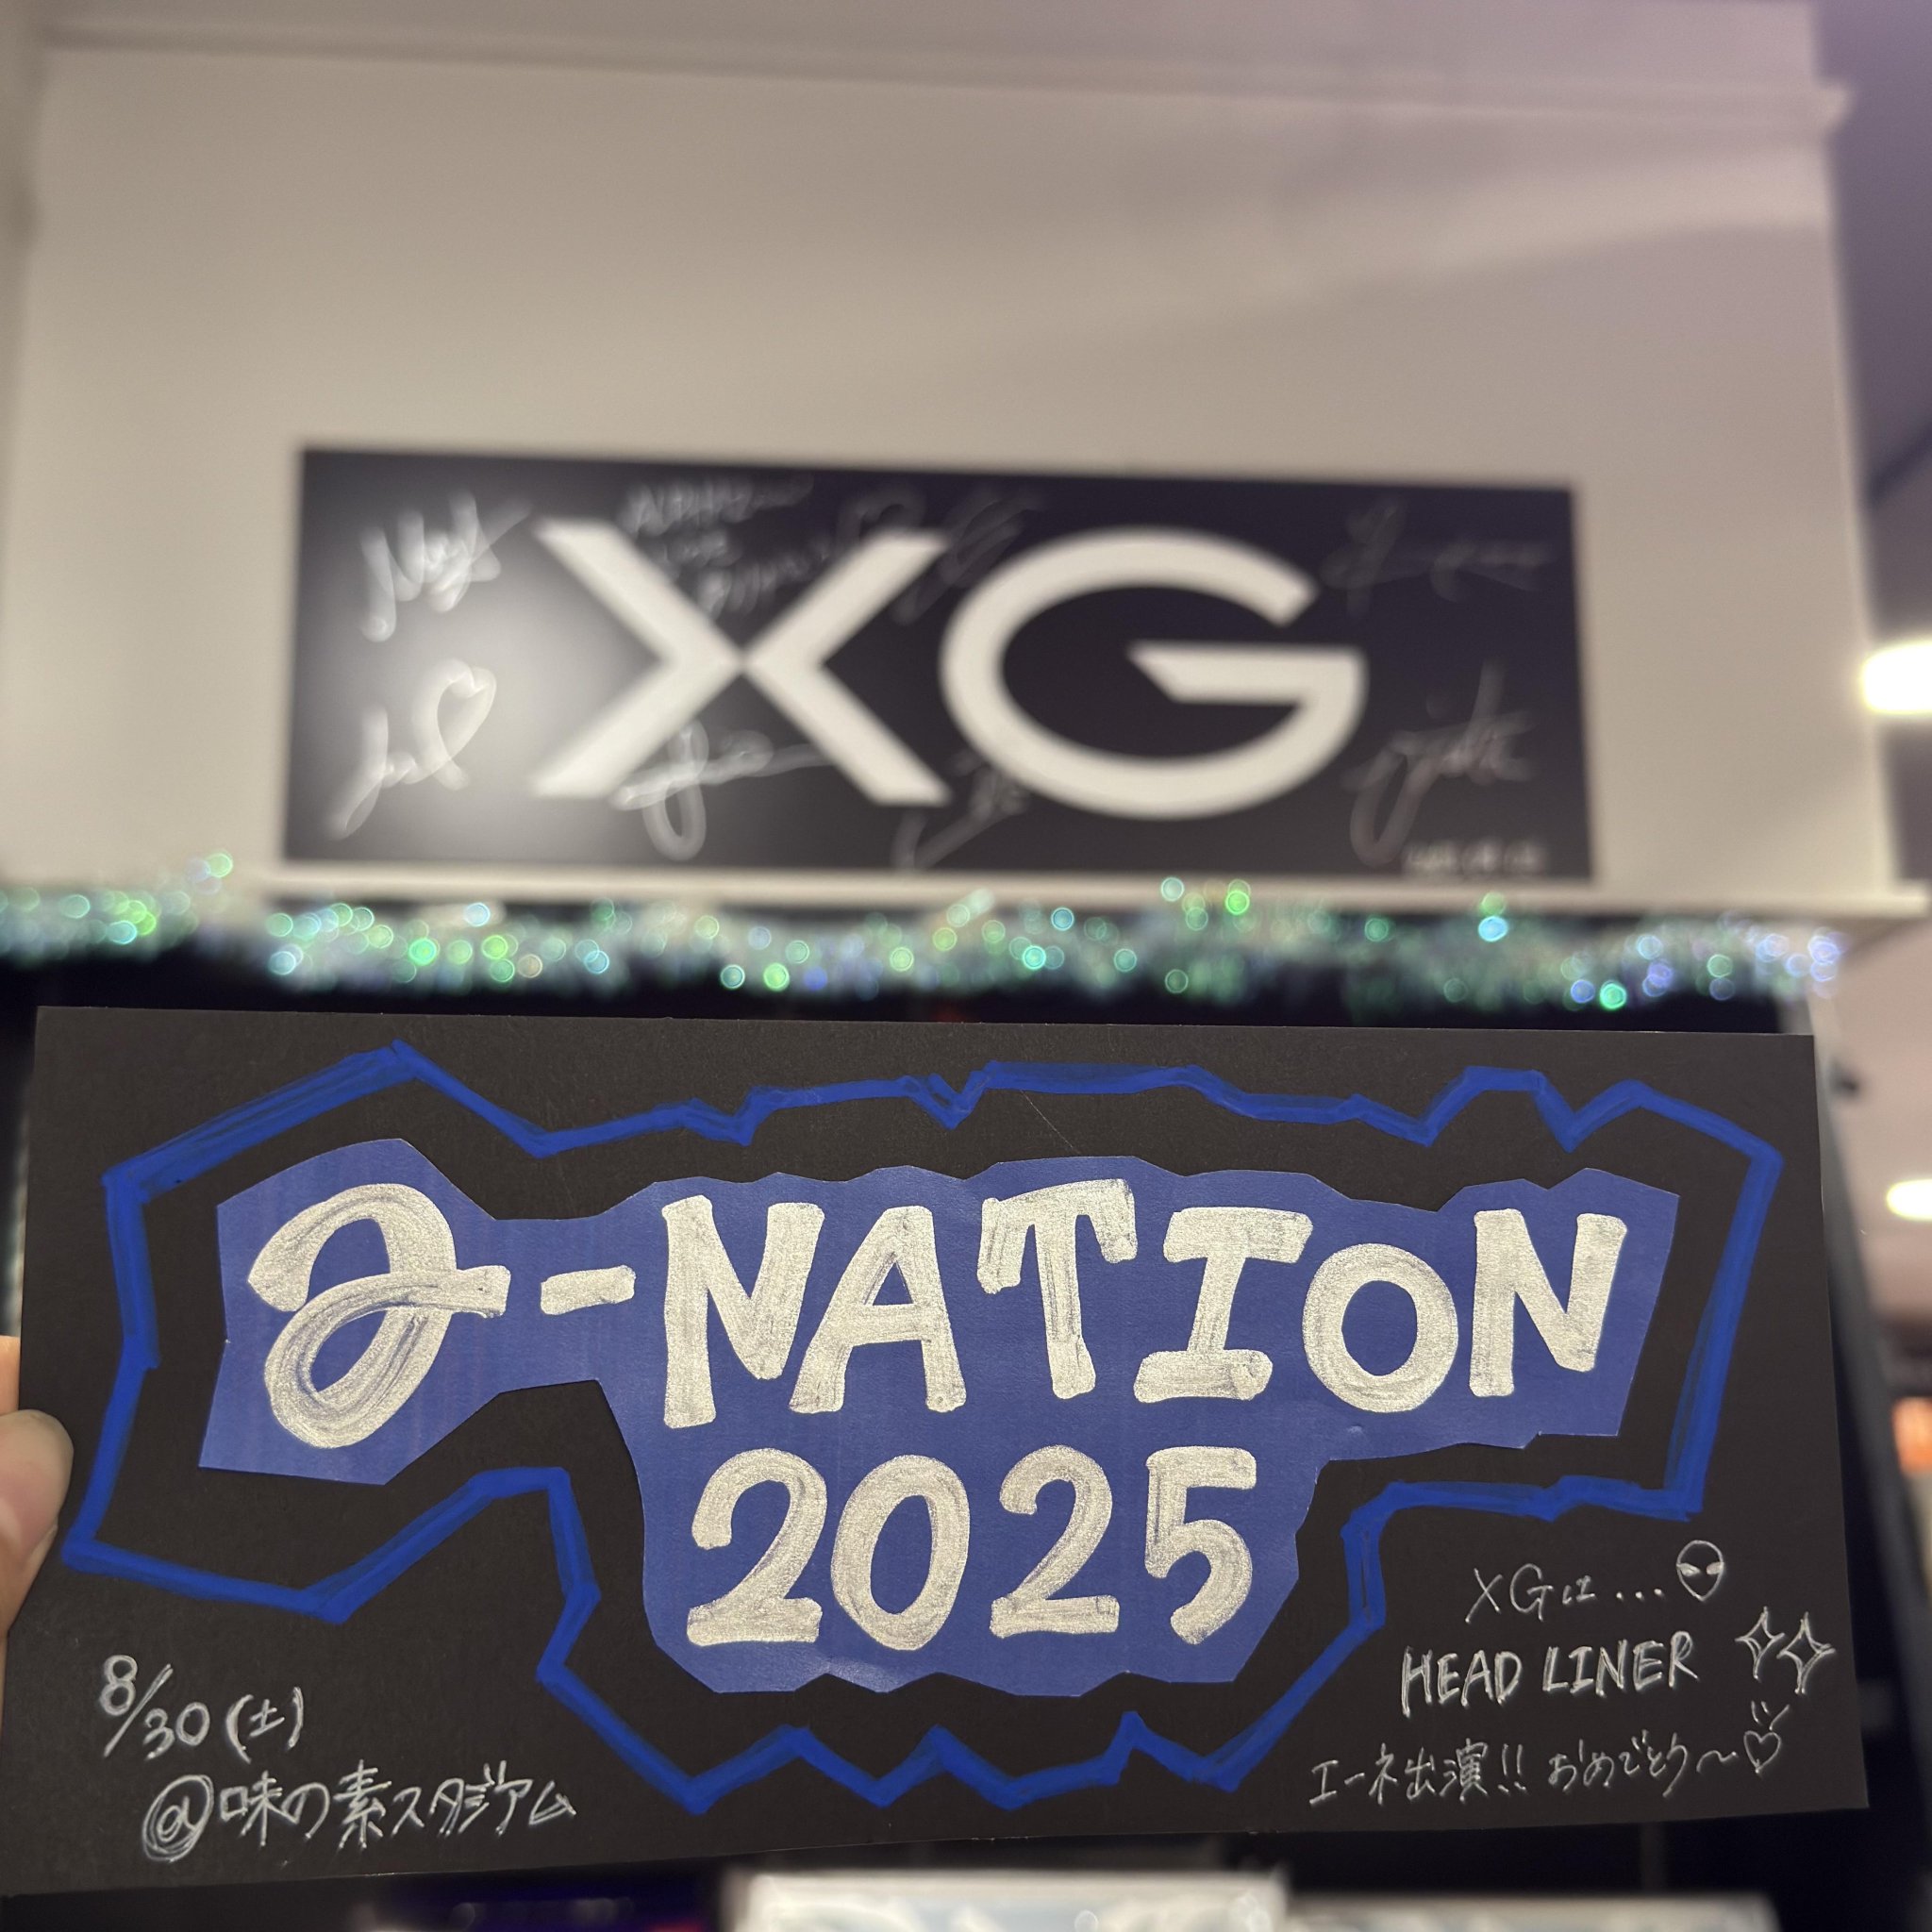 XG
a-NATION
2025
8/30(土)
@味の素スタジアム
XGは...
HEAD LINER
エーネ出演!! おめでとう〜